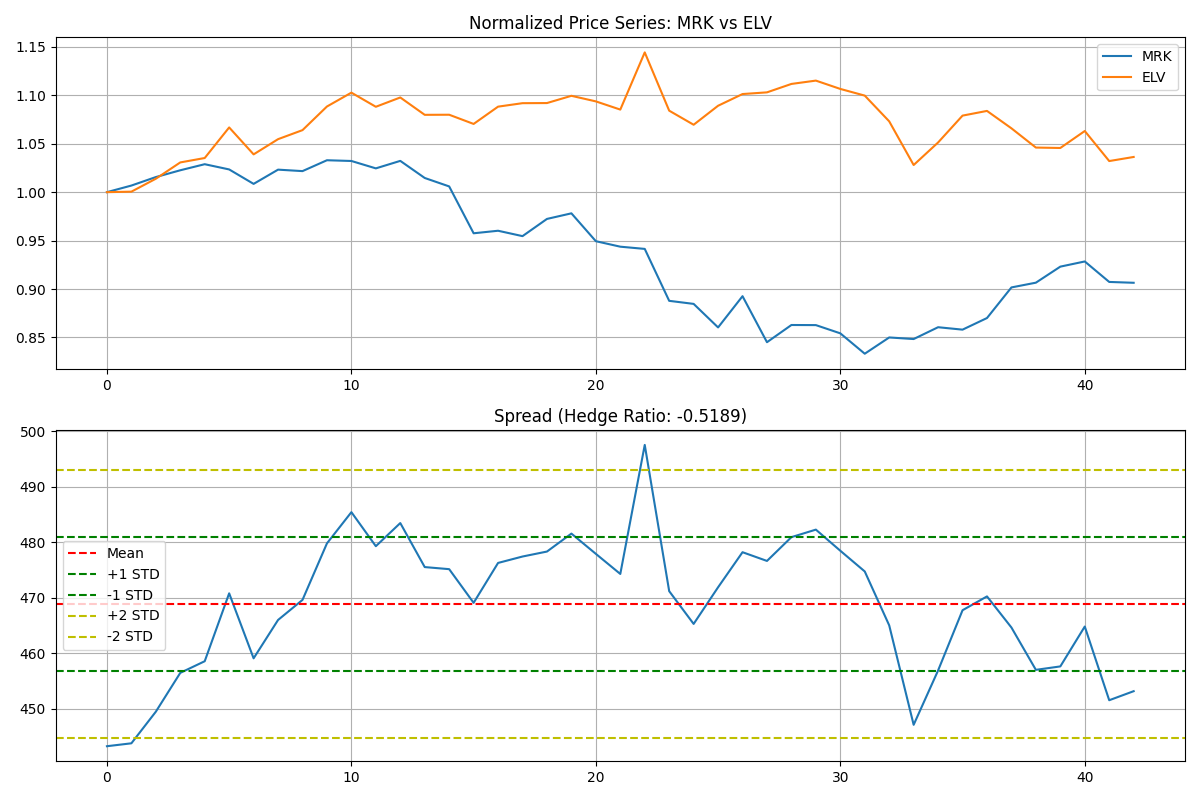 Normalized Price Series: MRK vs ELV
1.15
1.10
1.05
1.00
0.95
0.90
0.85
MRK
ELV
0
10
20
30
40
Spread (Hedge Ratio: -0.5189)
500
490
480
470
460
450
Mean
+1 STD
-1 STD
+2 STD
-2 STD
0
10
20
30
40